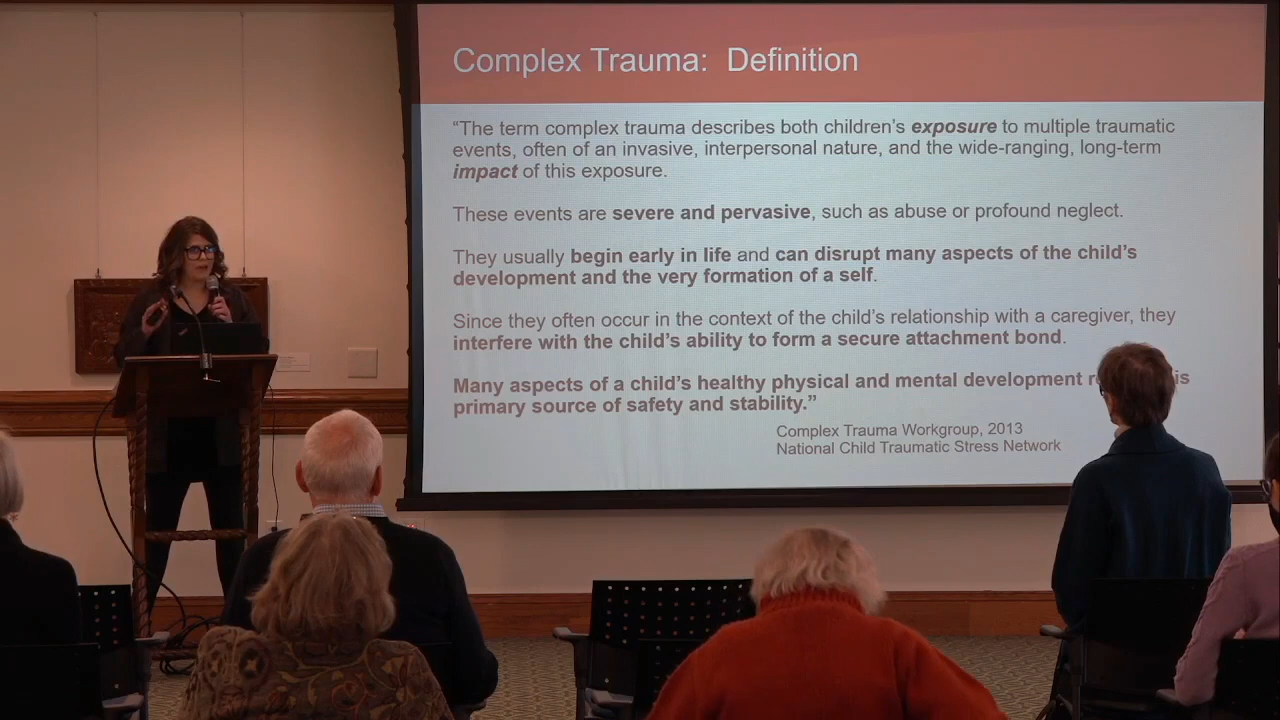 Complex Trauma: Definition
“The term complex trauma describes both children’s exposure to multiple traumatic
events, often of an invasive, interpersonal nature, and the wide-ranging, long-term
impact of this exposure.
These events are severe and pervasive, such as abuse or profound neglect.
They usually begin early in life and can disrupt many aspects of the child’s
development and the very formation of a self.
Since they often occur in the context of the child’s relationship with a caregiver, they
interfere with the child’s ability to form a secure attachment bond.
Many aspects of a child’s healthy physical and mental development is
primary source of safety and stability.”
Complex Trauma Workgroup, 2013
National Child Traumatic Stress Network